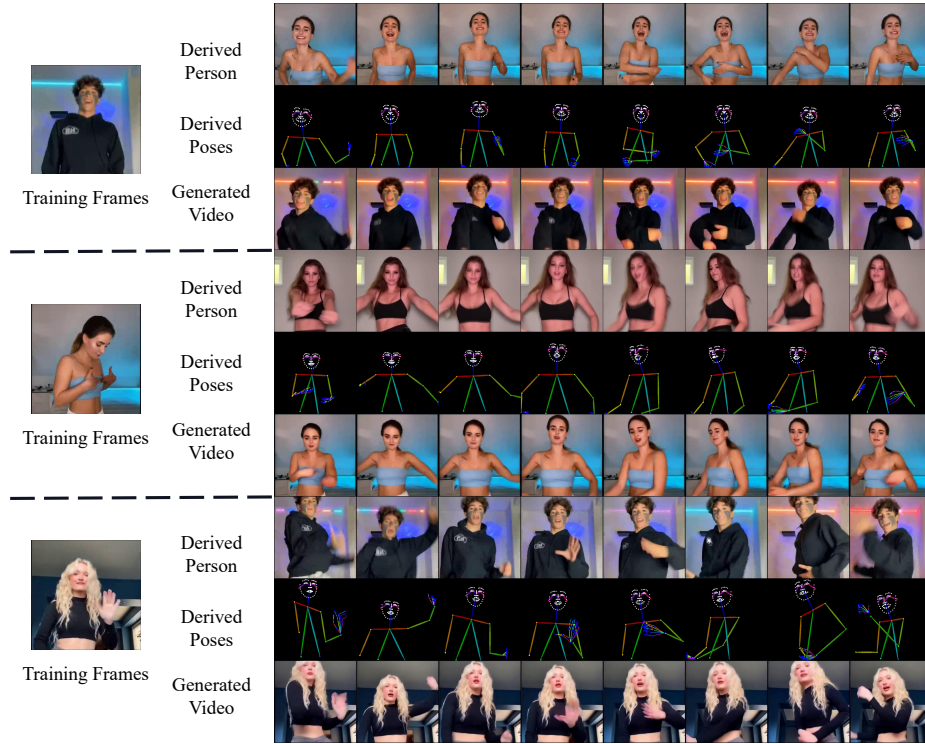 Derived
Person
Derived
Poses
Training Frames
Generated
Video
Derived
Person
Derived
Poses
Training Frames
Generated
Video
Derived
Person
Derived
Poses
Training Frames
Generated
Video